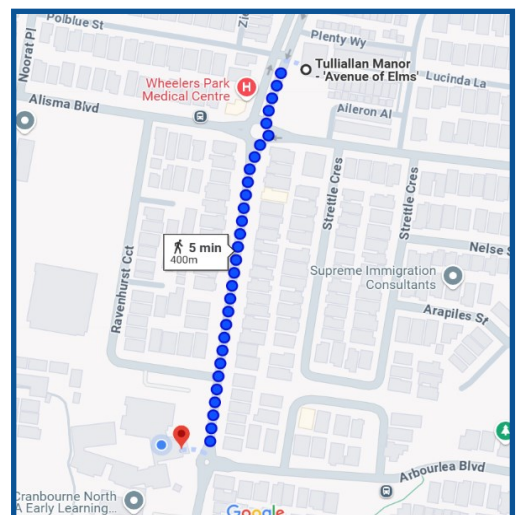 Poiblue St
Zi
Noorat Pl
Plenty Wy
Tulliallan Manor
- 'Avenue of Elms'
Wheelers Park
Medical Centre
H
Lucinda La
Alisma Blvd
Aileron Al
Strettle Cres
Strettle Cres
5 min
400m
Nelse S
Ravenhurst Cct
Supreme Immigration
Consultants
Arapiles St
Arbourlea Blvd
Cranbourne North
A Early Learning...
Google